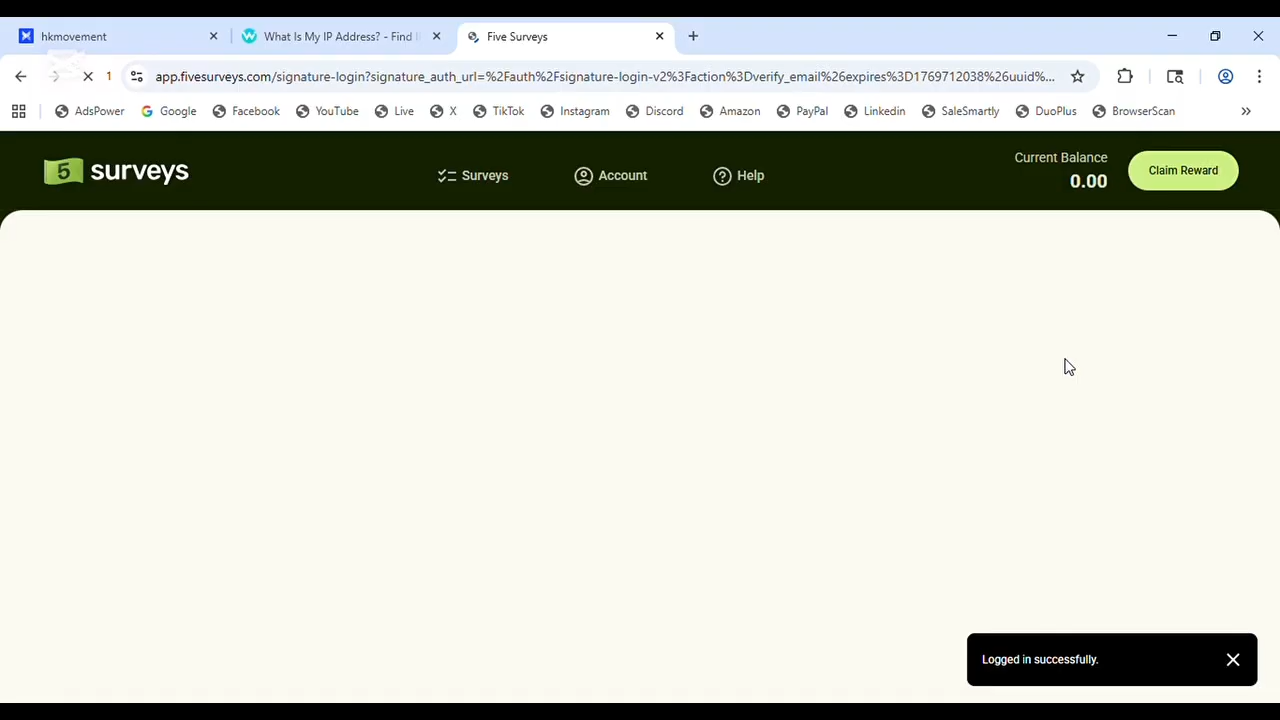 hkmovement
What Is My IP Address? - Find I
Five Surveys
1
app.fivesurveys.com/signature-login?signature_auth_url=%2Fauth%2Fsignature-login-v2%3Faction%3Dverify_email%26expires%3D1769712038%26uuid%...
AdsPower Google Facebook YouTube Live X TikTok Instagram Discord Amazon PayPal Linkedin SaleSmartly DuoPlus BrowserScan »
5 surveys
Surveys Account Help
Current Balance
0.00
Claim Reward
Logged in successfully.